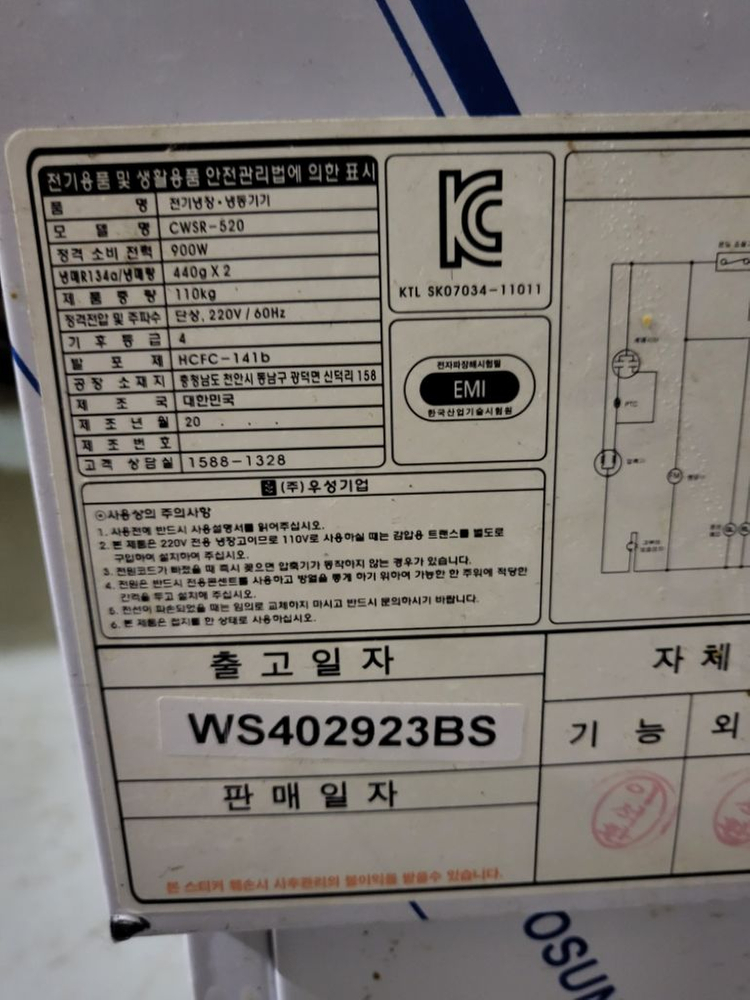 전기용품 및 생활용품 안전관리법에 의한 표시
품 명 전기냉장·냉동기기
모 델 명 CWSR-520
정격 소비 전력 900W
냉매R134a/냉매량 440g X 2
제 품 중 량 110kg
정격전압 및 주파수 단상, 220V / 60Hz
기 후 등 급 4
발 포 제 HCFC-141b
공장 소재지 충청남도 천안시 동남구 광덕면 신덕리 158
제 조 국 대한민국
제 조 년 월 20 . . .
제 조 번 호
고객 상담실 1588-1328
KTL SK07034-11011
전자파장해시험필
EMI
한국산업기술시험원
(주)우성기업
⊙사용상의 주의사항
1. 사용전에 반드시 사용설명서를 읽어주십시오.
2. 본 제품은 220V 전용 냉장고이므로 110V로 사용하실 때는 감압용 트랜스를 별도로
구입하여 설치하여 주십시오.
3. 전원코드가 빠졌을 때 즉시 꽂으면 압축기가 동작하지 않는 경우가 있습니다.
4. 전원은 반드시 전용콘센트를 사용하고 방열을 좋게 하기 위하여 가능한 한 주위에 적당한
간격을 두고 설치해 주십시오.
5. 전선이 파손되었을 때는 임의로 교체하지 마시고 반드시 문의하시기 바랍니다.
6. 본 제품은 접지를 한 상태로 사용하십시오.
PTC
출 고 일 자
자 체
WS402923BS
기 능
외
판 매 일 자
본 스티커 훼손시 사후관리의 불이익를 받을수 있습니다.
OSUN